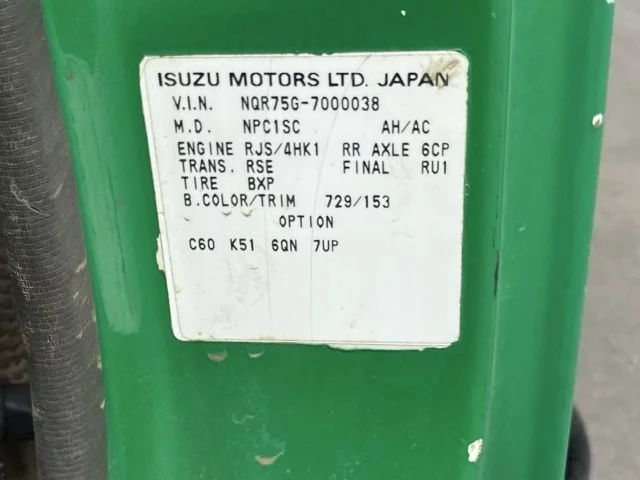 ISUZU MOTORS LTD. JAPAN
V.I.N. NQR75G-7000038
M.D. NPC1SC AH/AC
ENGINE RJS/4HK1 RR AXLE 6CP
TRANS. RSE FINAL RU1
TIRE BXP
B.COLOR/TRIM 729/153
OPTION
C60 K51 6QN 7UP